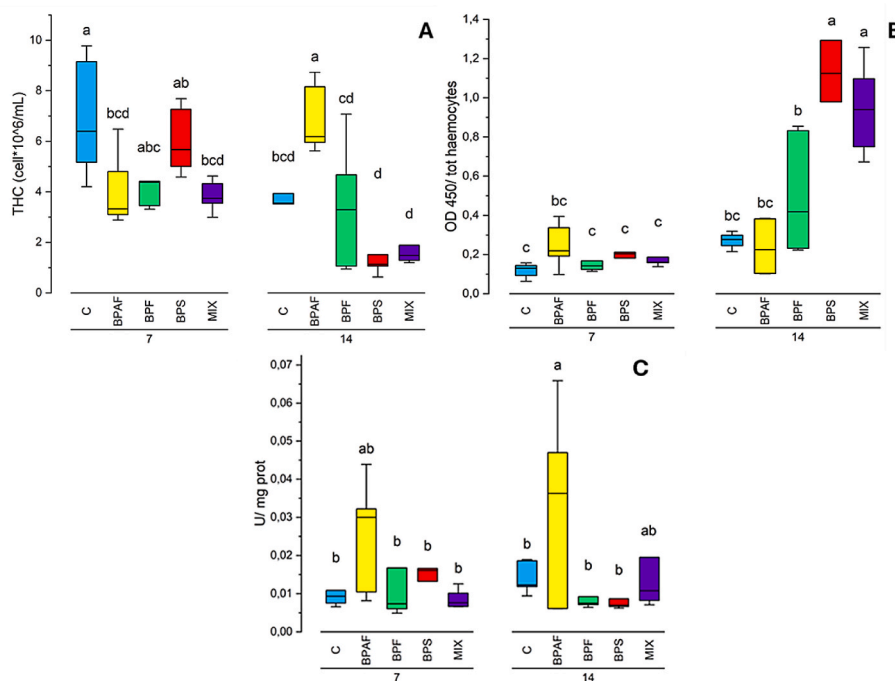 A
THC (cell*10^6/mL)
10
8
6
4
2
0
a
bcd
abc
ab
bcd
bcd
a
cd
d
d
C
BPAF
BPF
BPS
MIX
C
BPAF
BPF
BPS
MIX
7
14
B
OD 450/ tot haemocytes
1,4
1,2
1,0
0,8
0,6
0,4
0,2
0,0
c
bc
c
c
c
bc
bc
b
a
a
C
BPAF
BPF
BPS
MIX
C
BPAF
BPF
BPS
MIX
7
14
C
U/ mg prot
0,07
0,06
0,05
0,04
0,03
0,02
0,01
0,00
b
ab
b
b
b
b
a
b
b
ab
C
BPAF
BPF
BPS
MIX
C
BPAF
BPF
BPS
MIX
7
14